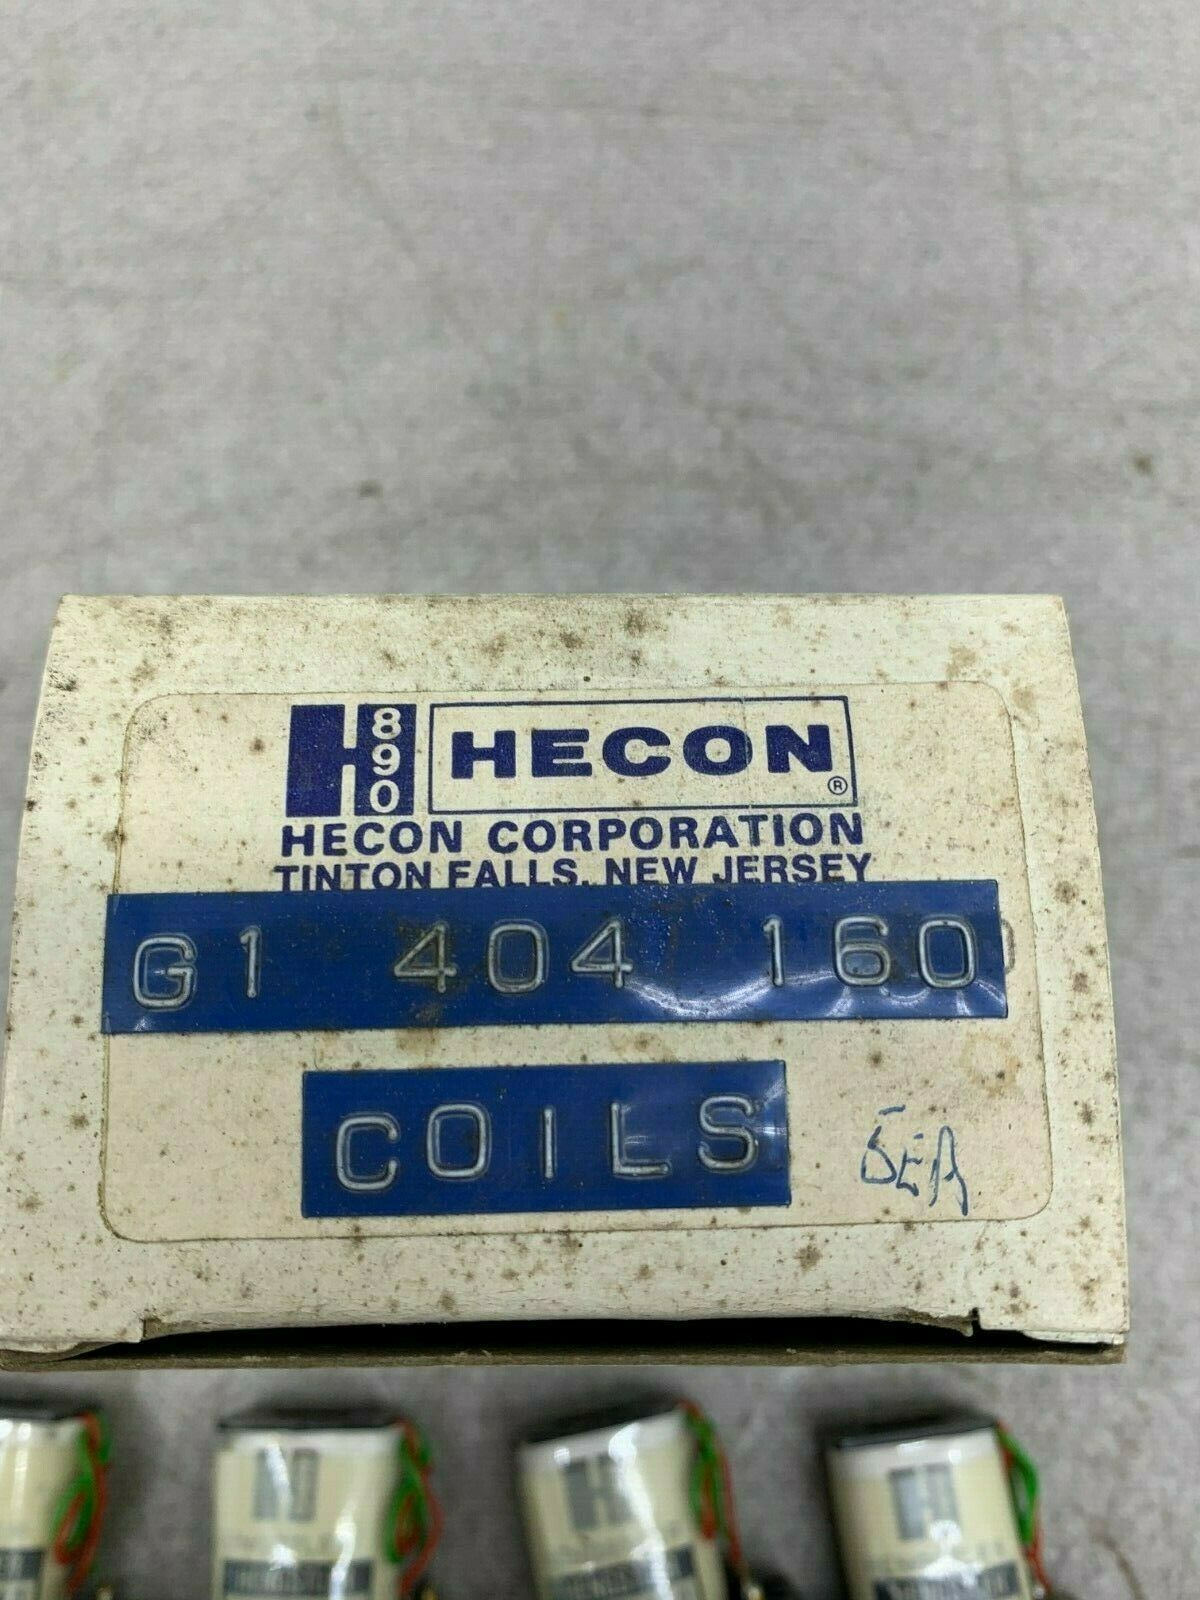 H 890 HECON ®
HECON CORPORATION
TINTON FALLS, NEW JERSEY
G1 404 160
COILS
5EA
H
H
H